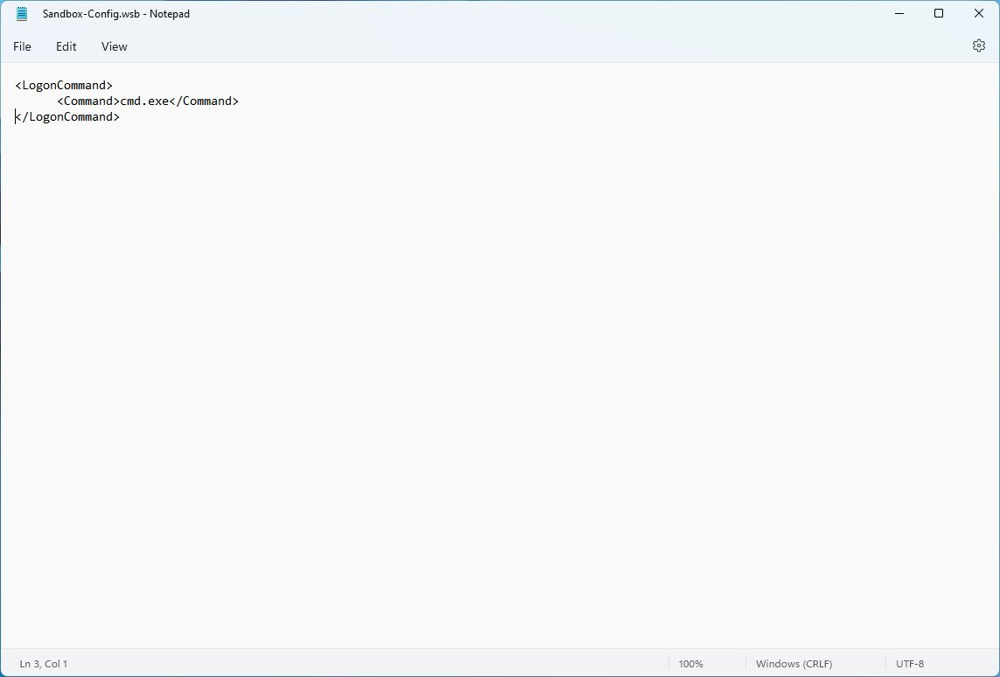 Sandbox-Config.wsb - Notepad
File Edit View
<LogonCommand>
<Command>cmd.exe</Command>
</LogonCommand>
Ln 3, Col 1 100% Windows (CRLF) UTF-8